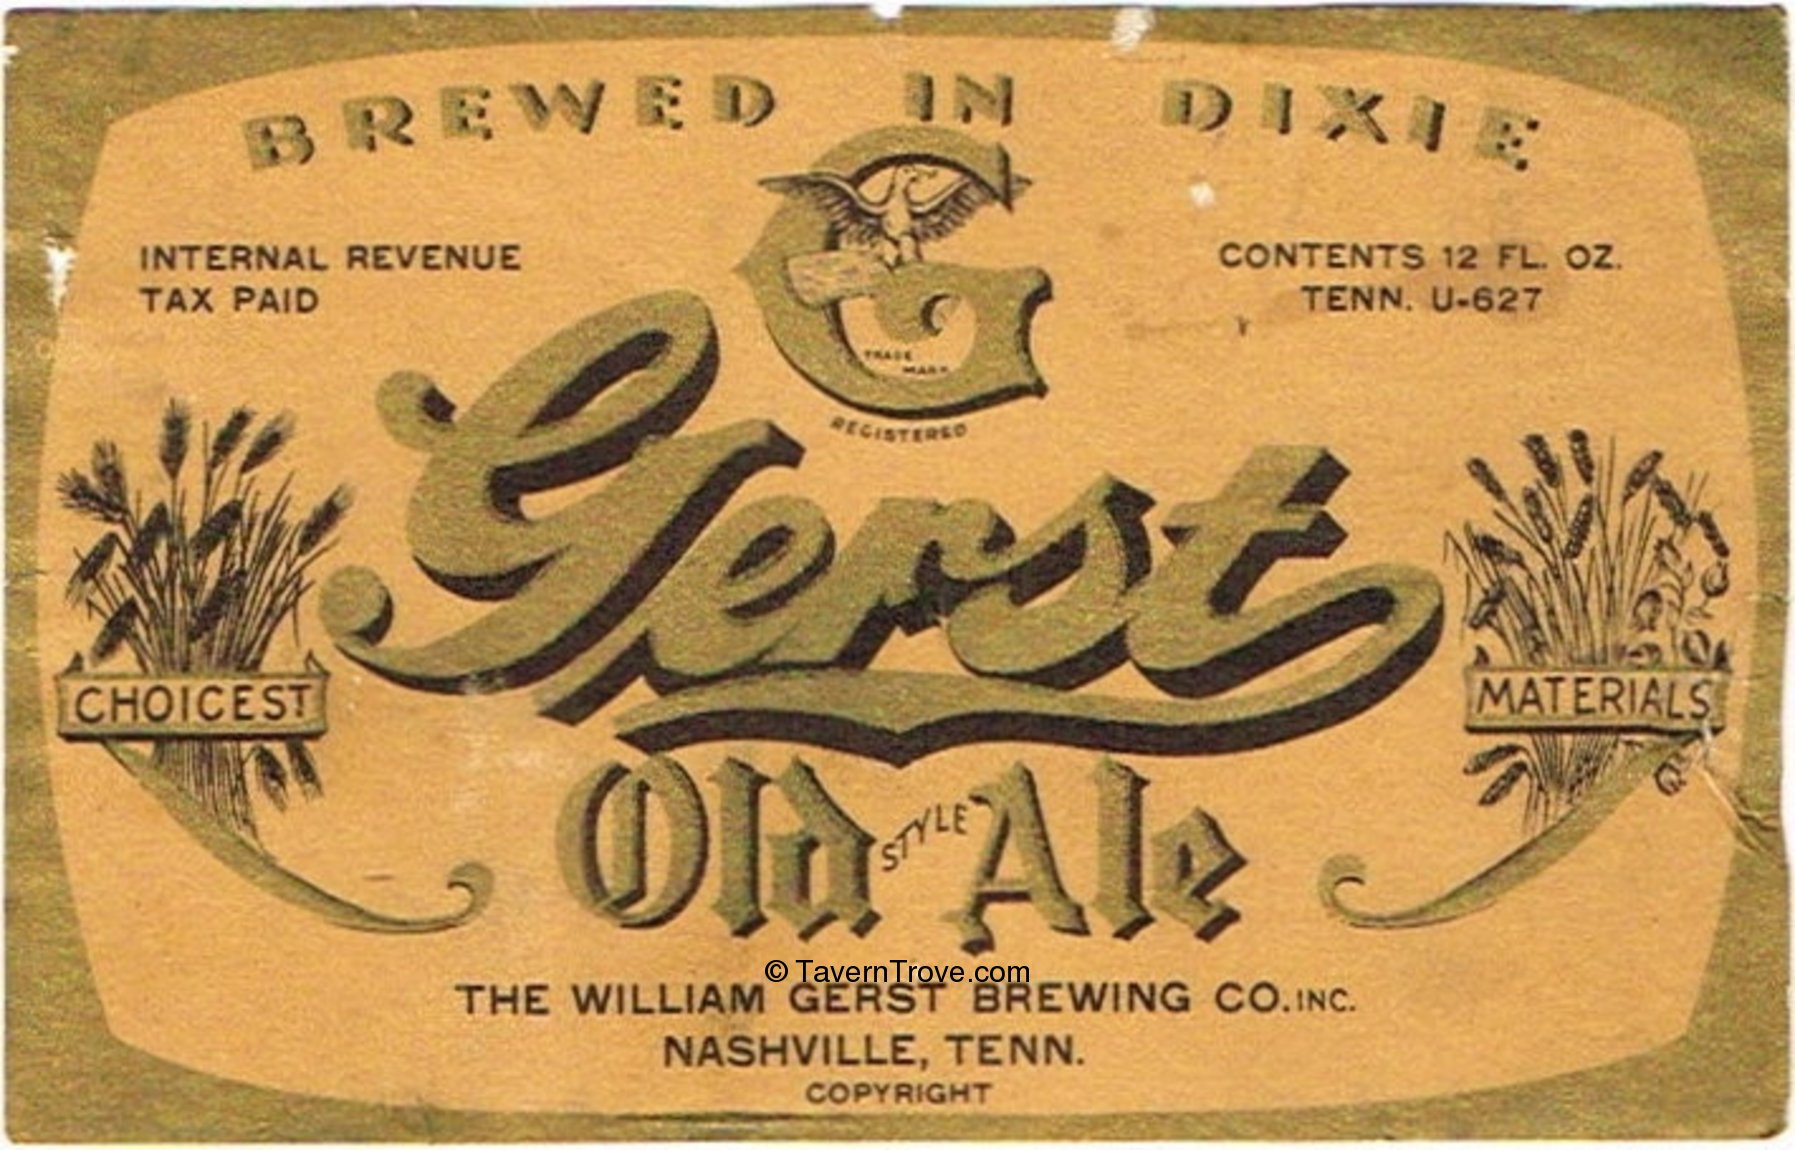 BREWED IN DIXIE
INTERNAL REVENUE
TAX PAID
CONTENTS 12 FL. OZ.
TENN. U-627
G
TRADE
MARK
REGISTERED
Gerst
CHOICEST
MATERIALS
Old STYLE Ale
© TavernTrove.com
THE WILLIAM GERST BREWING CO. INC.
NASHVILLE, TENN.
COPYRIGHT